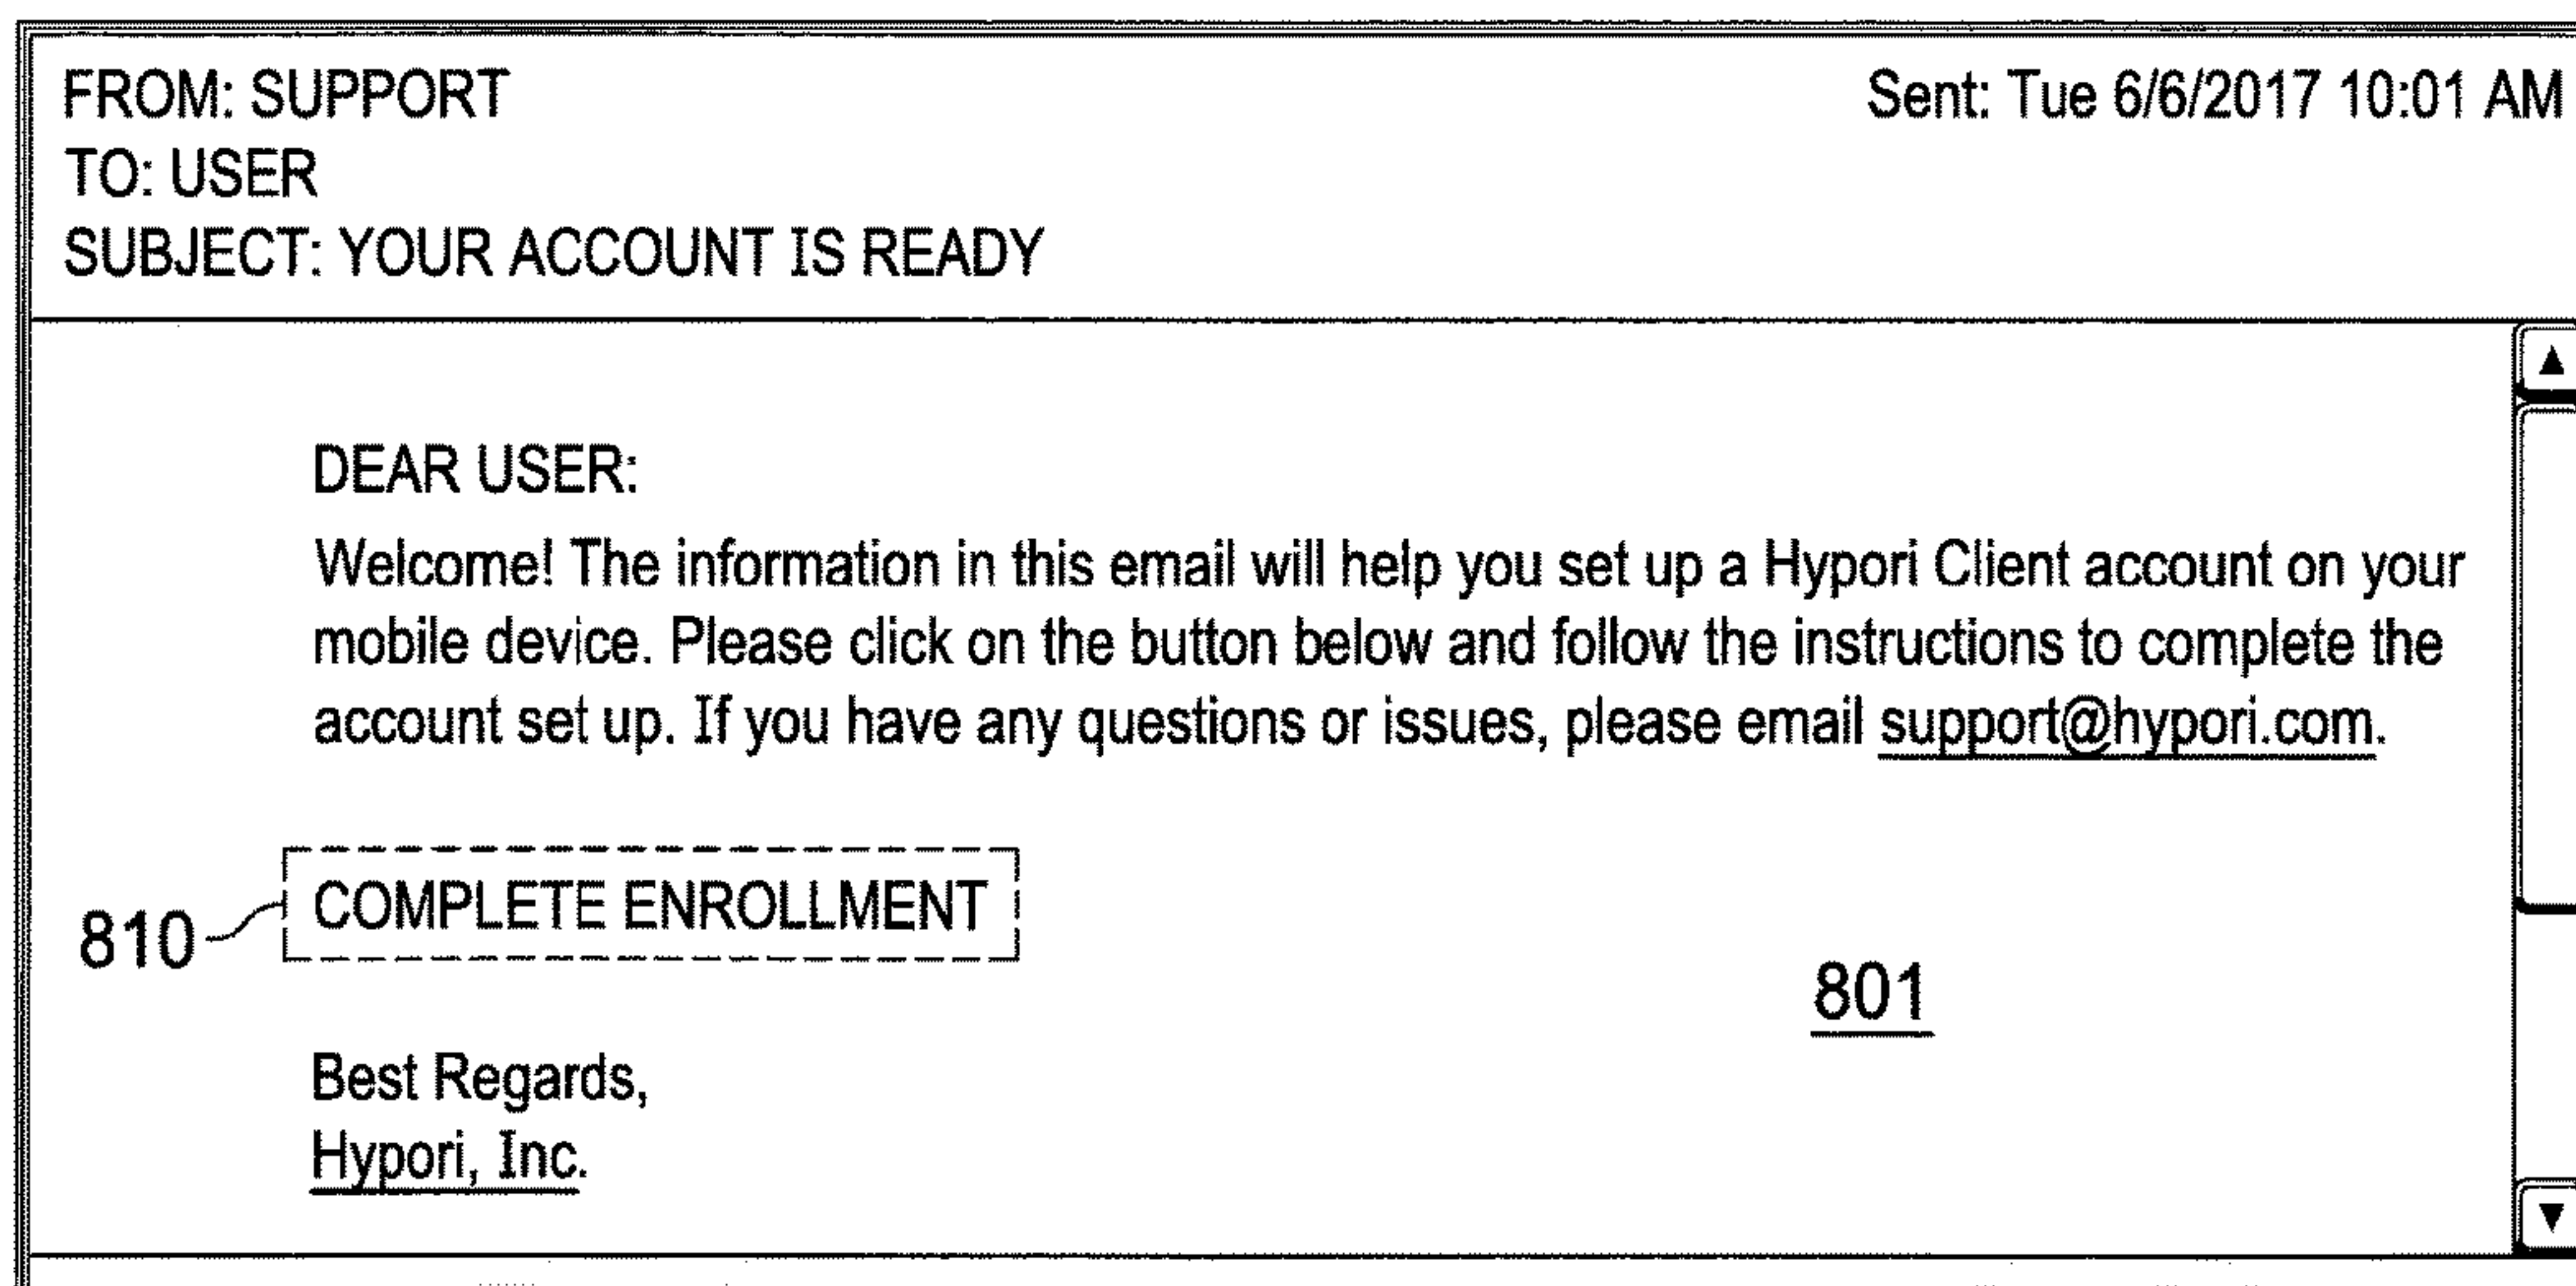 FROM: SUPPORT Sent: Tue 6/6/2017 10:01 AM
TO: USER
SUBJECT: YOUR ACCOUNT IS READY
DEAR USER:
Welcome! The information in this email will help you set up a Hypori Client account on your
mobile device. Please click on the button below and follow the instructions to complete the
account set up. If you have any questions or issues, please email support@hypori.com.
810 COMPLETE ENROLLMENT
801
Best Regards,
Hypori, Inc.